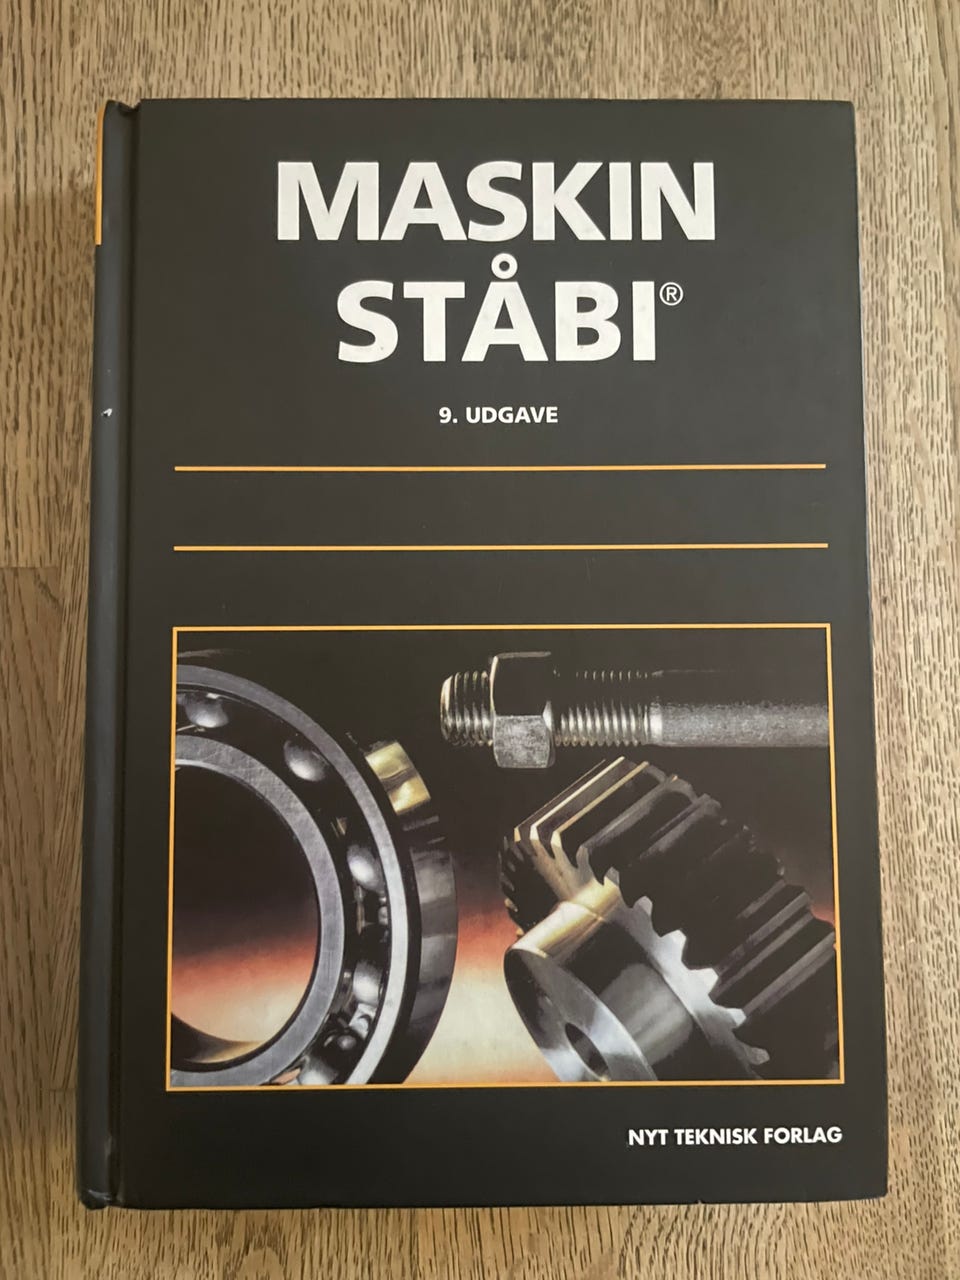 MASKIN
STÅBI®
9. UDGAVE
NYT TEKNISK FORLAG